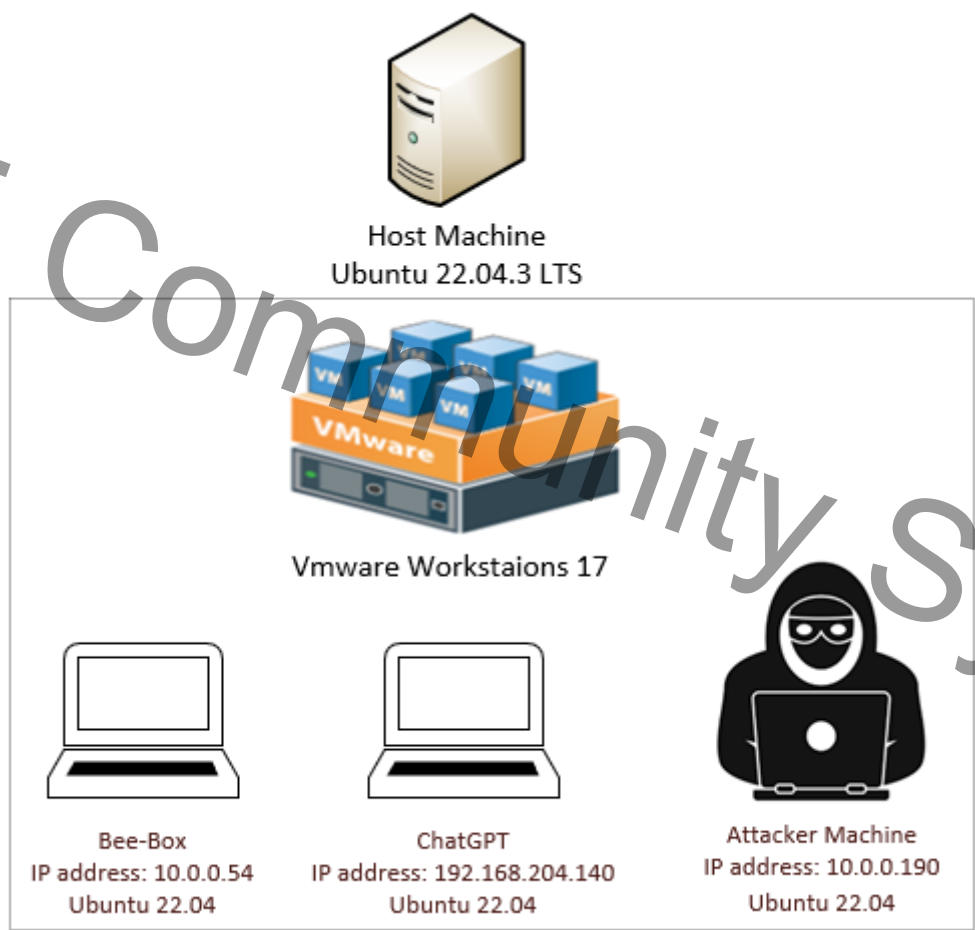 Host Machine
Ubuntu 22.04.3 LTS
VM
VM
VM
VM
VM
VM
VMware
Community
Vmware Workstaions 17
Bee-Box
IP address: 10.0.0.54
Ubuntu 22.04
ChatGPT
IP address: 192.168.204.140
Ubuntu 22.04
Attacker Machine
IP address: 10.0.0.190
Ubuntu 22.04